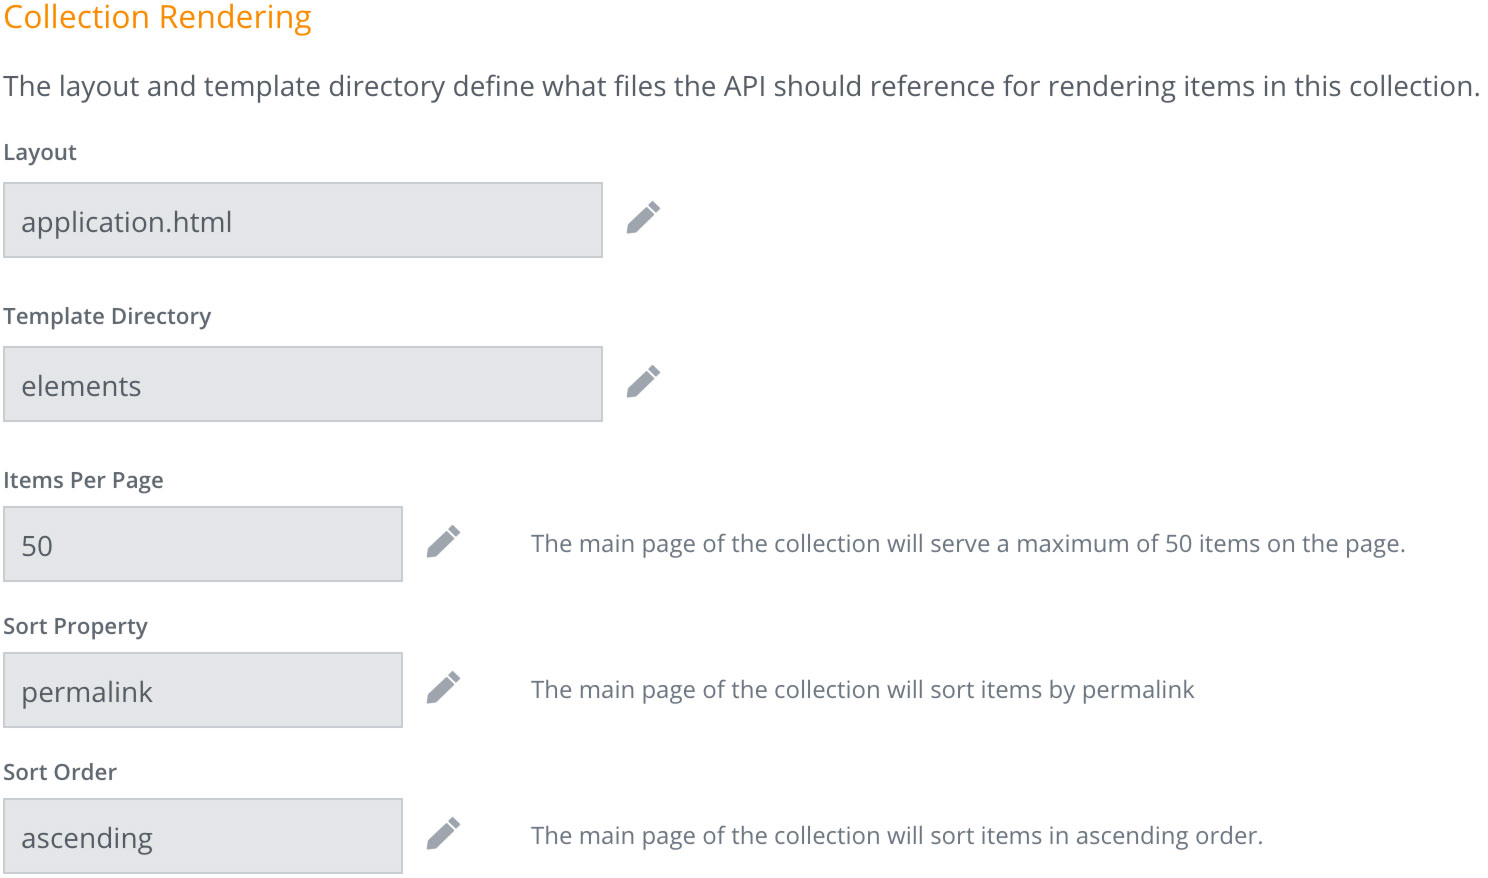 Collection Rendering
The layout and template directory define what files the API should reference for rendering items in this collection.
Layout
application.html
Template Directory
elements
Items Per Page
50
The main page of the collection will serve a maximum of 50 items on the page.
Sort Property
permalink
The main page of the collection will sort items by permalink
Sort Order
ascending
The main page of the collection will sort items in ascending order.